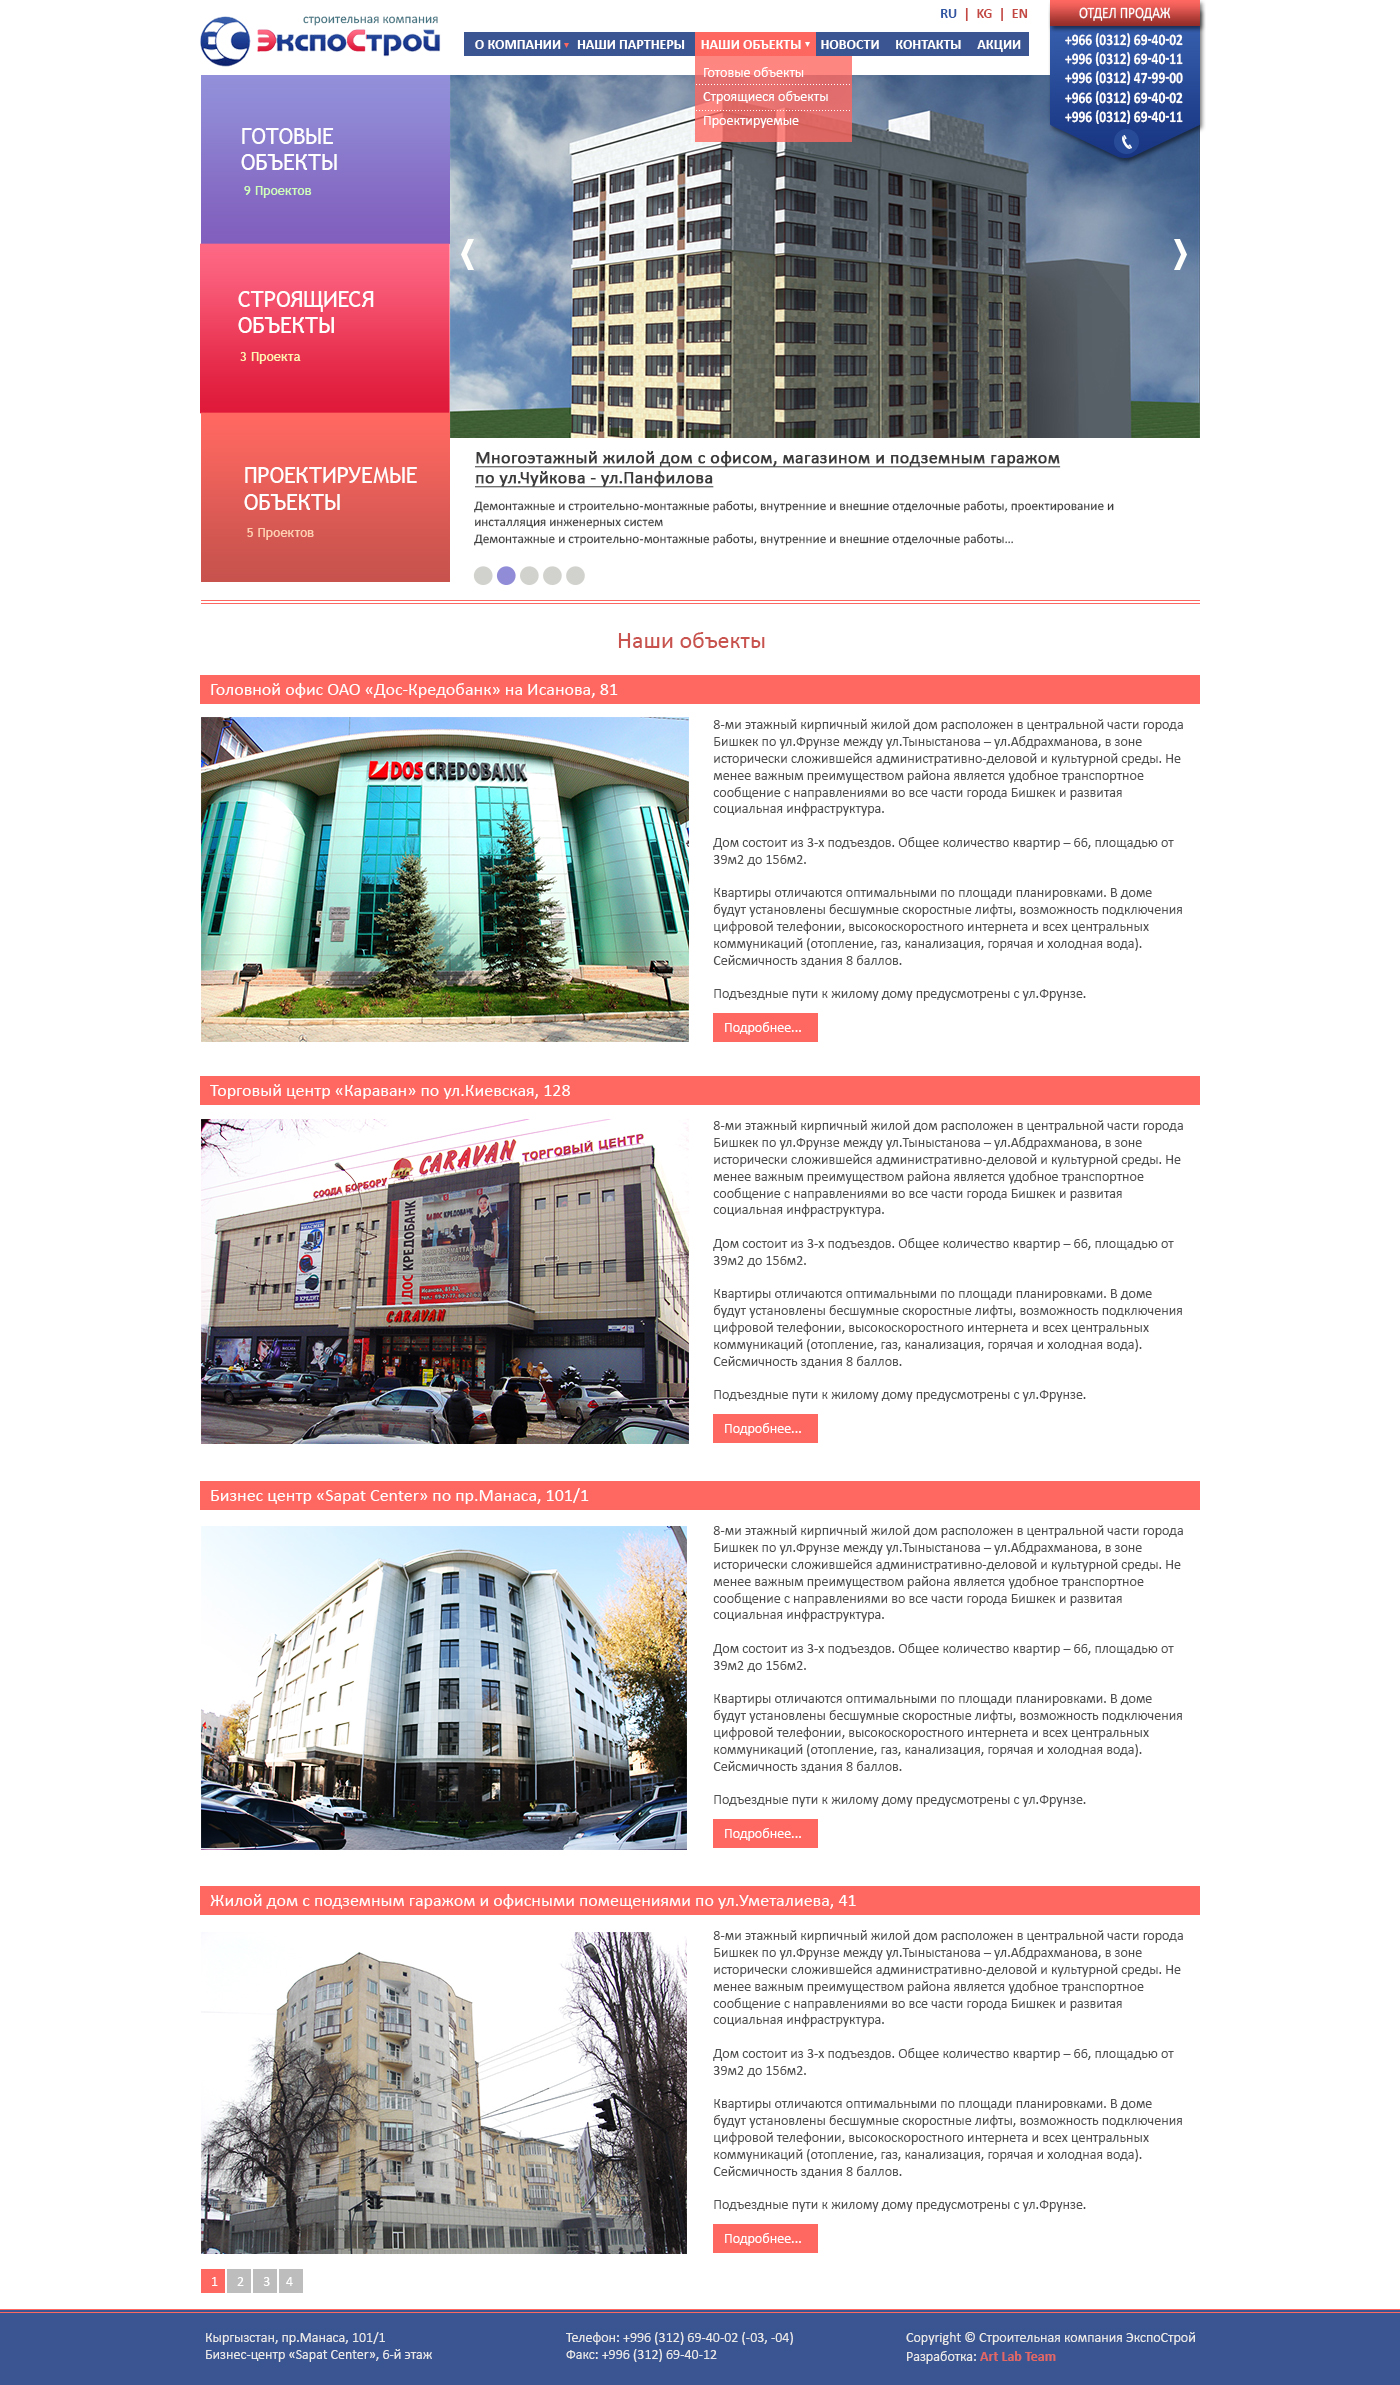 строительная компания
ЭкспоСтрой
RU | KG | EN
О КОМПАНИИ НАШИ ПАРТНЕРЫ НАШИ ОБЪЕКТЫ НОВОСТИ КОНТАКТЫ АКЦИИ
Готовые объекты
Строящиеся объекты
Проектируемые
ОТДЕЛ ПРОДАЖ
+966 (0312) 69-40-02
+996 (0312) 69-40-11
+996 (0312) 47-99-00
+966 (0312) 69-40-02
+996 (0312) 69-40-11
ГОТОВЫЕ
ОБЪЕКТЫ
9 Проектов
СТРОЯЩИЕСЯ
ОБЪЕКТЫ
3 Проекта
ПРОЕКТИРУЕМЫЕ
ОБЪЕКТЫ
5 Проектов
Многоэтажный жилой дом с офисом, магазином и подземным гаражом
по ул.Чуйкова - ул.Панфилова
Демонтажные и строительно-монтажные работы, внутренние и внешние отделочные работы, проектирование и
инсталляция инженерных систем
Демонтажные и строительно-монтажные работы, внутренние и внешние отделочные работы...
Наши объекты
Головной офис ОАО «Дос-Кредобанк» на Исанова, 81
DOS CREDOBANK
8-ми этажный кирпичный жилой дом расположен в центральной части города
Бишкек по ул.Фрунзе между ул.Тыныстанова – ул.Абдрахманова, в зоне
исторически сложившейся административно-деловой и культурной среды. Не
менее важным преимуществом района является удобное транспортное
сообщение с направлениями во все части города Бишкек и развитая
социальная инфраструктура.
Дом состоит из 3-х подъездов. Общее количество квартир – 66, площадью от
39м2 до 156м2.
Квартиры отличаются оптимальными по площади планировками. В доме
будут установлены бесшумные скоростные лифты, возможность подключения
цифровой телефонии, высокоскоростного интернета и всех центральных
коммуникаций (отопление, газ, канализация, горячая и холодная вода).
Сейсмичность здания 8 баллов.
Подъездные пути к жилому дому предусмотрены с ул.Фрунзе.
Подробнее...
Торговый центр «Караван» по ул.Киевская, 128
СООДА БОРБОРУ
CARAVAN
ТОРГОВЫЙ ЦЕНТР
ДОС КРЕДОБАНК
CARAVAN
8-ми этажный кирпичный жилой дом расположен в центральной части города
Бишкек по ул.Фрунзе между ул.Тыныстанова – ул.Абдрахманова, в зоне
исторически сложившейся административно-деловой и культурной среды. Не
менее важным преимуществом района является удобное транспортное
сообщение с направлениями во все части города Бишкек и развитая
социальная инфраструктура.
Дом состоит из 3-х подъездов. Общее количество квартир – 66, площадью от
39м2 до 156м2.
Квартиры отличаются оптимальными по площади планировками. В доме
будут установлены бесшумные скоростные лифты, возможность подключения
цифровой телефонии, высокоскоростного интернета и всех центральных
коммуникаций (отопление, газ, канализация, горячая и холодная вода).
Сейсмичность здания 8 баллов.
Подъездные пути к жилому дому предусмотрены с ул.Фрунзе.
Подробнее...
Бизнес центр «Sapat Center» по пр.Манаса, 101/1
8-ми этажный кирпичный жилой дом расположен в центральной части города
Бишкек по ул.Фрунзе между ул.Тыныстанова – ул.Абдрахманова, в зоне
исторически сложившейся административно-деловой и культурной среды. Не
менее важным преимуществом района является удобное транспортное
сообщение с направлениями во все части города Бишкек и развитая
социальная инфраструктура.
Дом состоит из 3-х подъездов. Общее количество квартир – 66, площадью от
39м2 до 156м2.
Квартиры отличаются оптимальными по площади планировками. В доме
будут установлены бесшумные скоростные лифты, возможность подключения
цифровой телефонии, высокоскоростного интернета и всех центральных
коммуникаций (отопление, газ, канализация, горячая и холодная вода).
Сейсмичность здания 8 баллов.
Подъездные пути к жилому дому предусмотрены с ул.Фрунзе.
Подробнее...
Жилой дом с подземным гаражом и офисными помещениями по ул.Уметалиева, 41
8-ми этажный кирпичный жилой дом расположен в центральной части города
Бишкек по ул.Фрунзе между ул.Тыныстанова – ул.Абдрахманова, в зоне
исторически сложившейся административно-деловой и культурной среды. Не
менее важным преимуществом района является удобное транспортное
сообщение с направлениями во все части города Бишкек и развитая
социальная инфраструктура.
Дом состоит из 3-х подъездов. Общее количество квартир – 66, площадью от
39м2 до 156м2.
Квартиры отличаются оптимальными по площади планировками. В доме
будут установлены бесшумные скоростные лифты, возможность подключения
цифровой телефонии, высокоскоростного интернета и всех центральных
коммуникаций (отопление, газ, канализация, горячая и холодная вода).
Сейсмичность здания 8 баллов.
Подъездные пути к жилому дому предусмотрены с ул.Фрунзе.
Подробнее...
1 2 3 4
Кыргызстан, пр.Манаса, 101/1
Бизнес-центр «Sapat Center», 6-й этаж
Телефон: +996 (312) 69-40-02 (-03, -04)
Факс: +996 (312) 69-40-12
Copyright © Строительная компания ЭкспоСтрой
Разработка: Art Lab Team